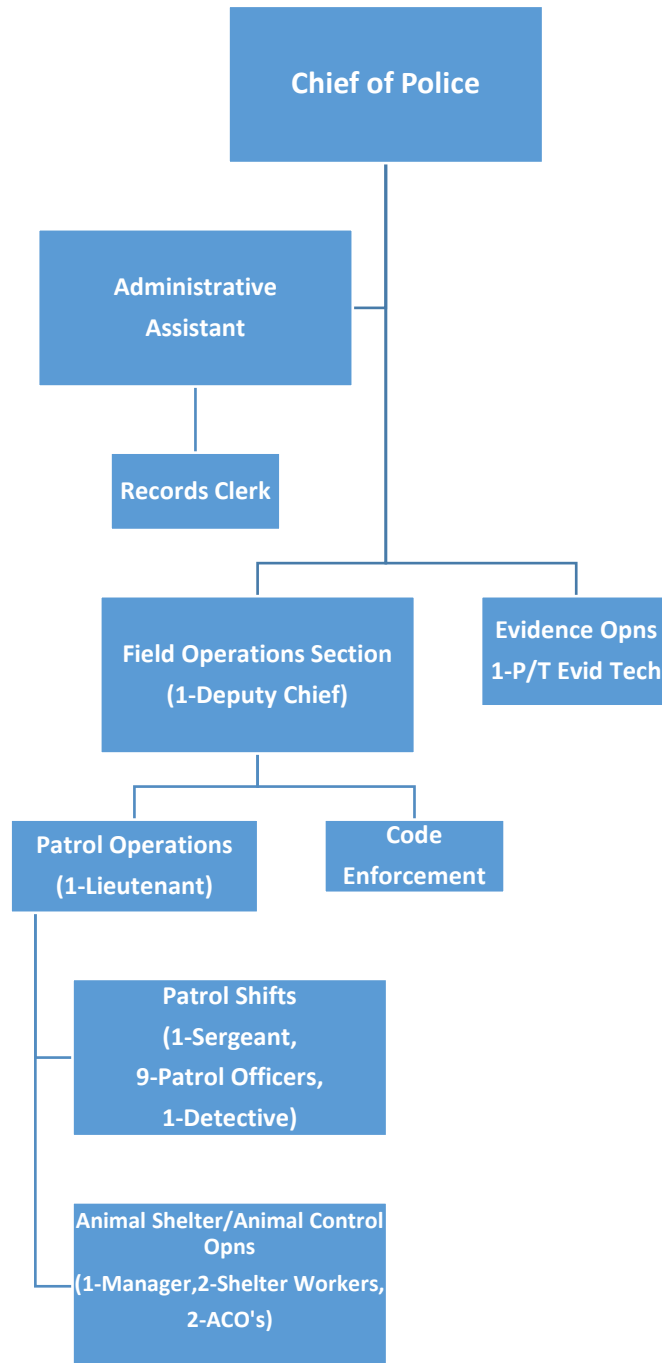 Chief of Police
Administrative
Assistant
Records Clerk
Field Operations Section
(1-Deputy Chief)
Evidence Opns
1-P/T Evid Tech
Patrol Operations
(1-Lieutenant)
Code
Enforcement
Patrol Shifts
(1-Sergeant,
9-Patrol Officers,
1-Detective)
Animal Shelter/Animal Control
Opns
(1-Manager,2-Shelter Workers,
2-ACO's)